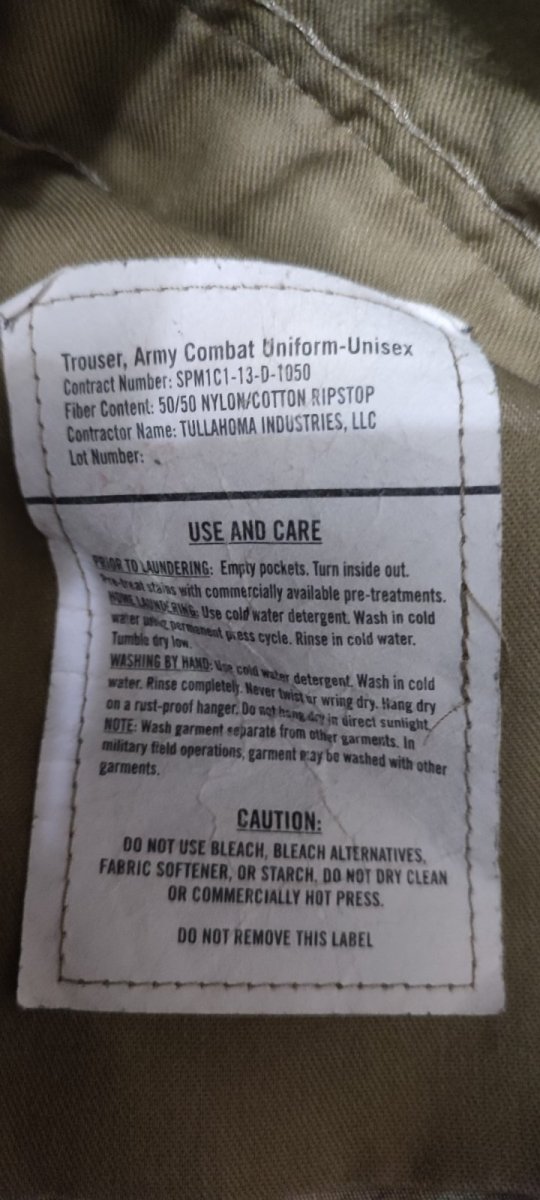 Trouser, Army Combat Uniform-Unisex
Contract Number: SPM1C1-13-D-1050
Fiber Content: 50/50 NYLON/COTTON RIPSTOP
Contractor Name: TULLAHOMA INDUSTRIES, LLC
Lot Number:
USE AND CARE
PRIOR TO LAUNDERING: Empty pockets. Turn inside out.
Pre-treat stains with commercially available pre-treatments.
HOME LAUNDERING: Use cold water detergent. Wash in cold
water using permanent press cycle. Rinse in cold water.
Tumble dry low.
WASHING BY HAND: Use cold water detergent. Wash in cold
water. Rinse completely. Never twist or wring dry. Hang dry
on a rust-proof hanger. Do not hang dry in direct sunlight.
NOTE: Wash garment separate from other garments. In
military field operations, garment may be washed with other
garments.
CAUTION:
DO NOT USE BLEACH, BLEACH ALTERNATIVES,
FABRIC SOFTENER, OR STARCH. DO NOT DRY CLEAN
OR COMMERCIALLY HOT PRESS.
DO NOT REMOVE THIS LABEL